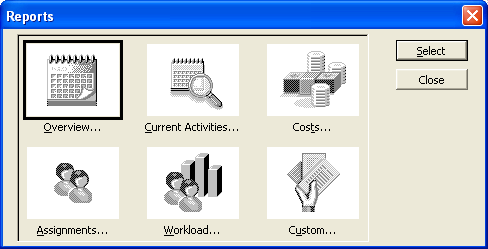 Reports
Select
Close
Overview...
Current Activities...
Costs...
Assignments...
Workload...
Custom...